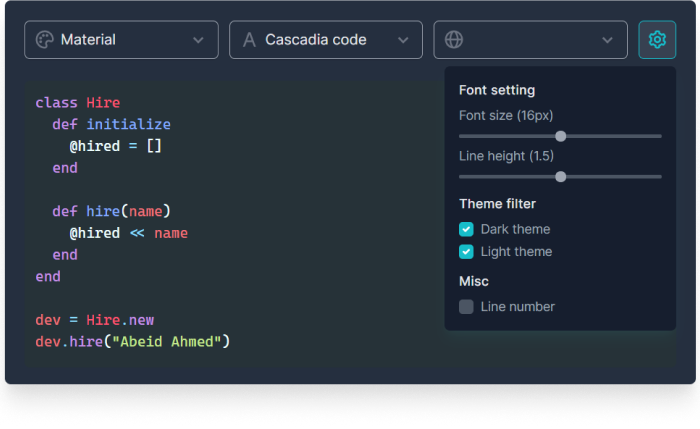 Material
Cascadia code
class Hire
  def initialize
    @hired = []
  end

  def hire(name)
    @hired << name
  end
end

dev = Hire.new
dev.hire("Abeid Ahmed")
Font setting
Font size (16px)
Line height (1.5)
Theme filter
Dark theme
Light theme
Misc
Line number